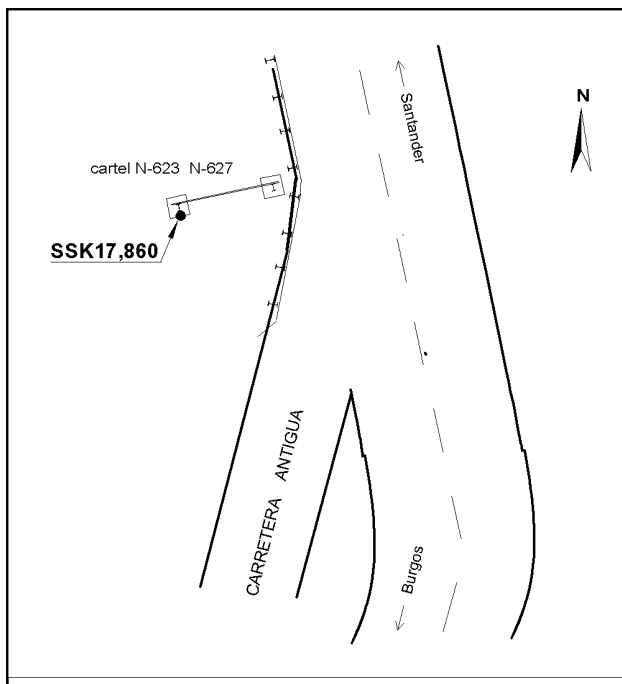 Santander
N
cartel N-623 N-627
SSK17,860
CARRETERA ANTIGUA
Burgos